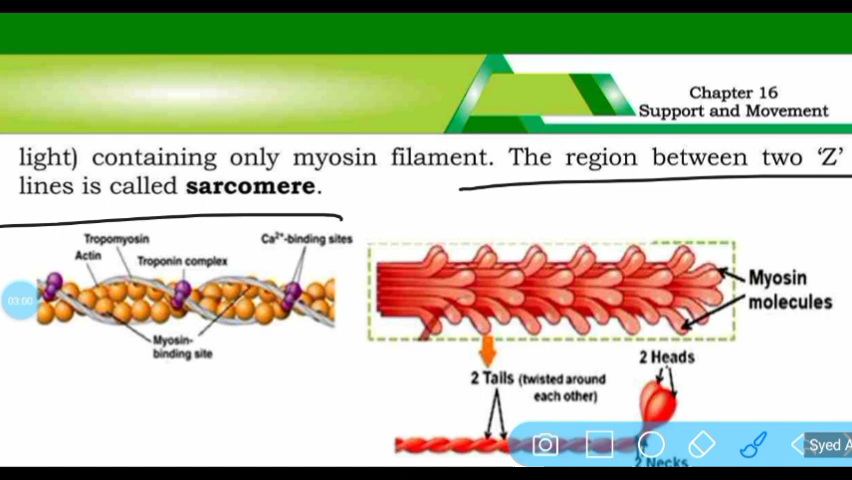 Chapter 16
Support and Movement
light) containing only myosin filament. The region between two ‘Z’
lines is called sarcomere.
Tropomyosin
Actin
Troponin complex
Ca²⁺-binding sites
Myosin-
binding site
03:00
Myosin
molecules
2 Tails (twisted around
each other)
2 Heads
2 Necks
Syed A